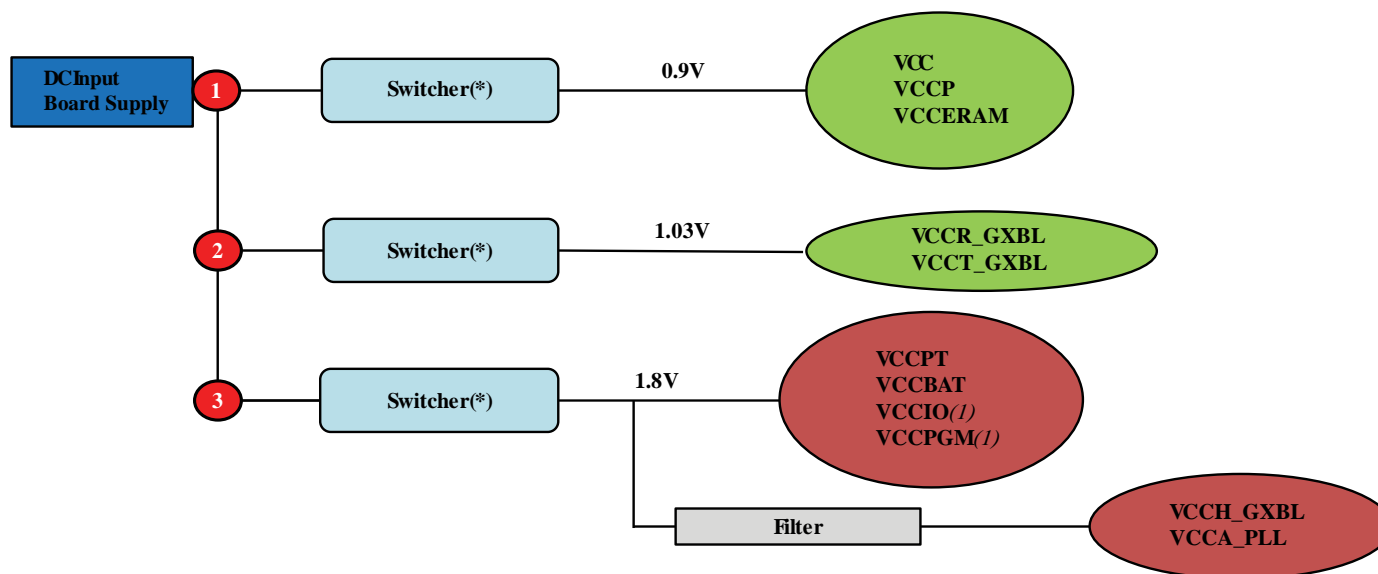 DCInput
Board Supply
1
Switcher(*)
0.9V
VCC
VCCP
VCCERAM
2
Switcher(*)
1.03V
VCCR_GXBL
VCCT_GXBL
3
Switcher(*)
1.8V
VCCPT
VCCBAT
VCCIO(1)
VCCPGM(1)
Filter
VCCH_GXBL
VCCA_PLL